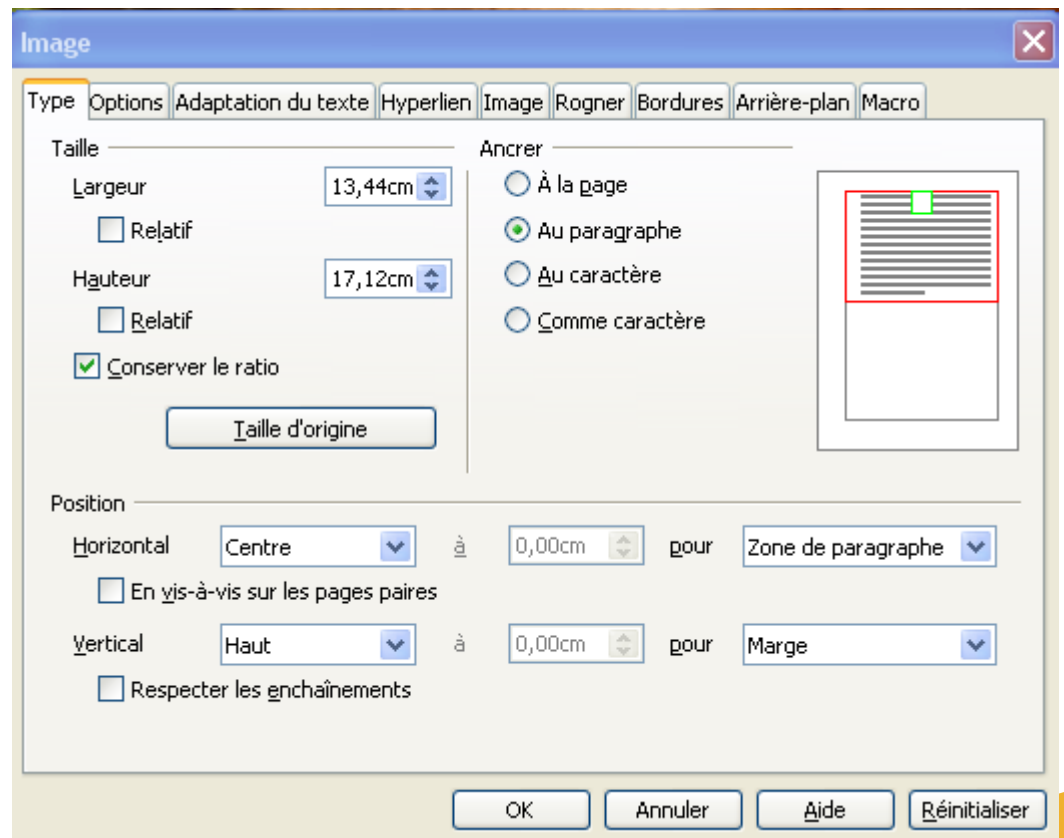 Image
Type Options Adaptation du texte Hyperlien Image Rogner Bordures Arrière-plan Macro
Taille
Largeur 13,44cm
Relatif
Hauteur 17,12cm
Relatif
Conserver le ratio
Taille d'origine
Ancrer
À la page
Au paragraphe
Au caractère
Comme caractère
Position
Horizontal Centre à 0,00cm pour Zone de paragraphe
En vis-à-vis sur les pages paires
Vertical Haut à 0,00cm pour Marge
Respecter les enchaînements
OK Annuler Aide Réinitialiser